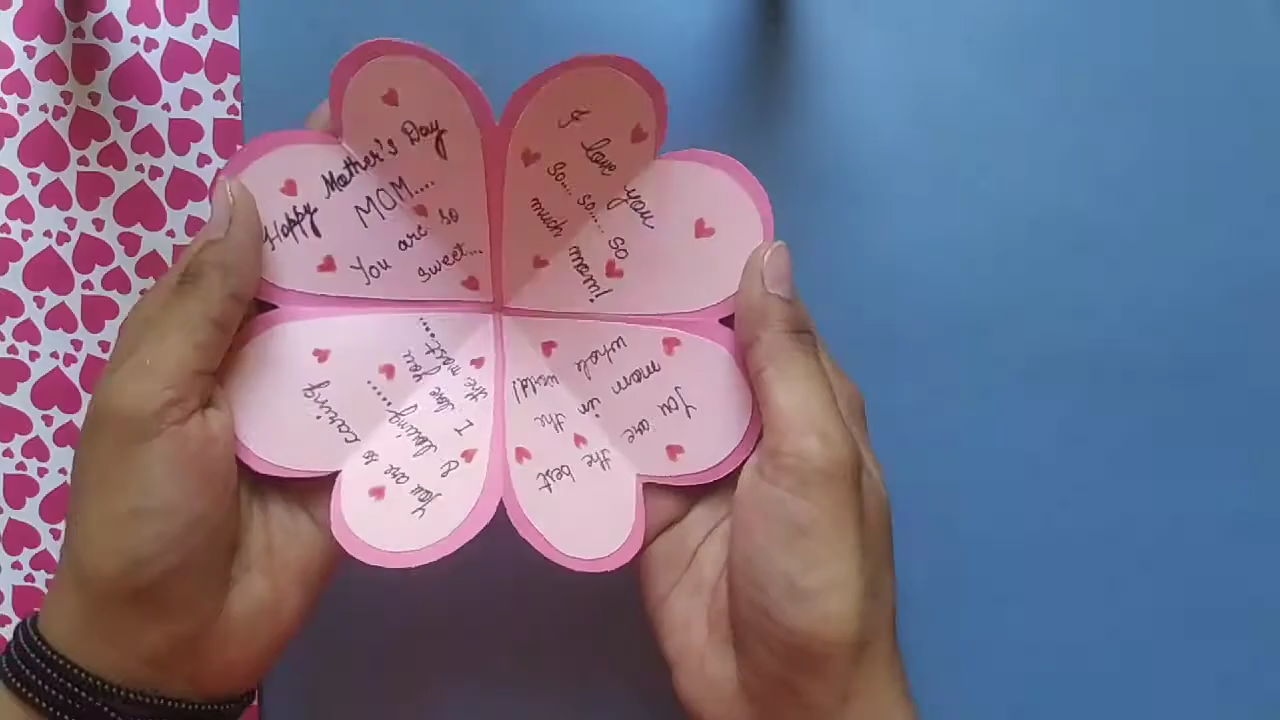 Happy Mother's Day
MOM....
You are so
sweet...
I love you
so.... so..... so
much mom!
You are the best
mom in the
whole world!
You are so caring
& loving....
I love you
the most....